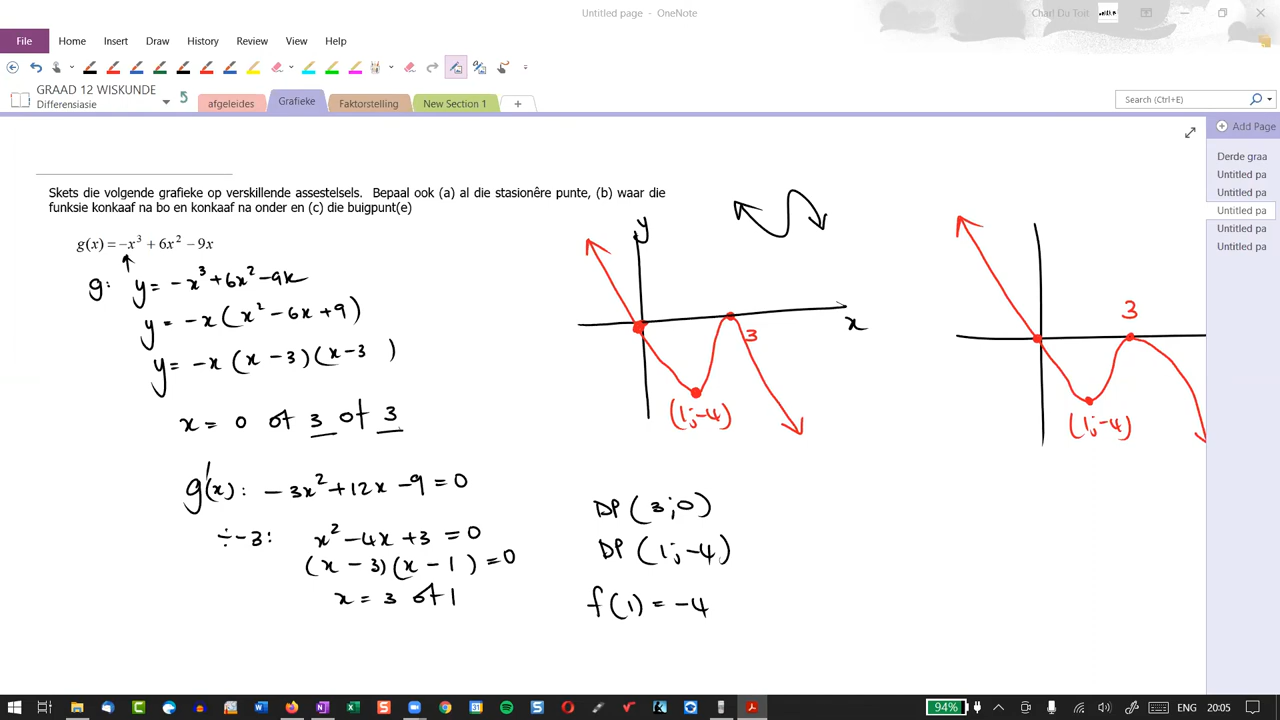 Untitled page - OneNote
Charl Du Toit
File Home Insert Draw History Review View Help
GRAAD 12 WISKUNDE
Differensiasie
afgeleides Grafieke Faktorstelling New Section 1 +
Search (Ctrl+E)
Add Page
Derde graa
Untitled pa
Untitled pa
Untitled pa
Untitled pa
Untitled pa
Skets die volgende grafieke op verskillende assestelsels. Bepaal ook (a) al die stasionêre punte, (b) waar die
funksie konkaaf na bo en konkaaf na onder en (c) die buigpunt(e)
g(x) = −x³ + 6x² − 9x
g: y = −x³ + 6x² − 9x
y = −x(x² − 6x + 9)
y = −x(x − 3)(x − 3)
x = 0 of 3 of 3
g'(x): −3x² + 12x − 9 = 0
÷−3: x² − 4x + 3 = 0
(x − 3)(x − 1) = 0
x = 3 of 1
y
x
3
(1;−4)
DP (3;0)
DP (1;−4)
f(1) = −4
3
(1;−4)
94%
ENG
20:05